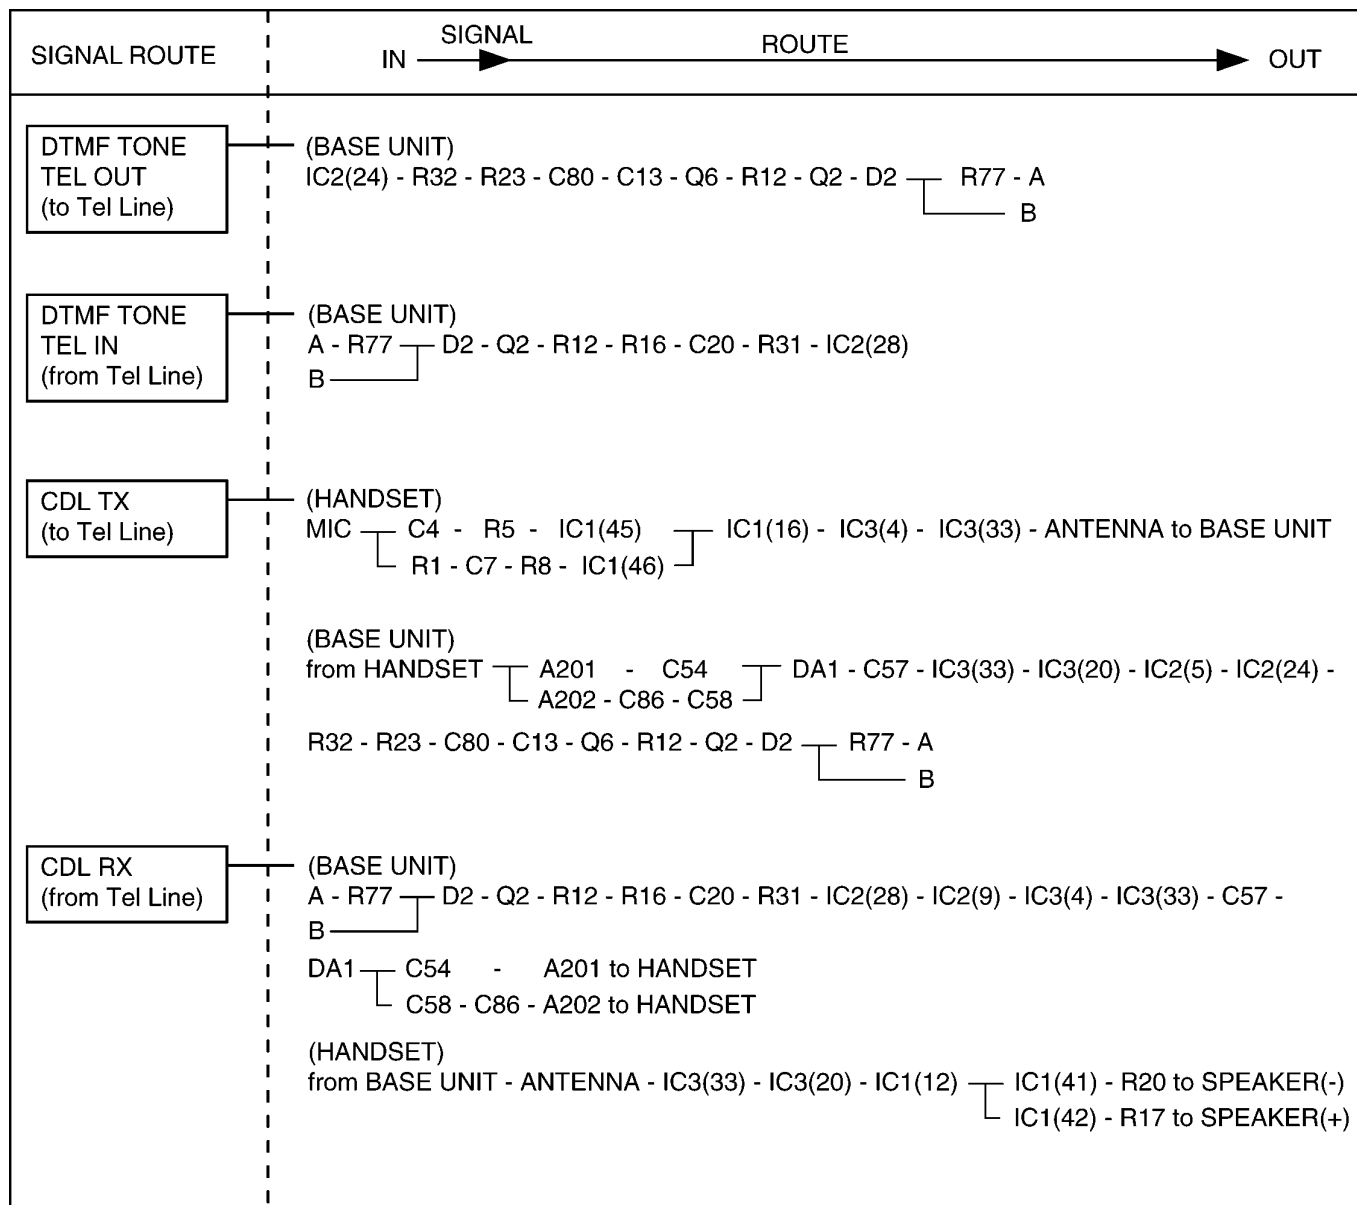 SIGNAL ROUTE
IN SIGNAL ROUTE OUT
DTMF TONE
TEL OUT
(to Tel Line)
(BASE UNIT)
IC2(24) - R32 - R23 - C80 - C13 - Q6 - R12 - Q2 - D2 R77 - A
B
DTMF TONE
TEL IN
(from Tel Line)
(BASE UNIT)
A - R77 D2 - Q2 - R12 - R16 - C20 - R31 - IC2(28)
B
CDL TX
(to Tel Line)
(HANDSET)
MIC C4 - R5 - IC1(45) IC1(16) - IC3(4) - IC3(33) - ANTENNA to BASE UNIT
R1 - C7 - R8 - IC1(46)
(BASE UNIT)
from HANDSET A201 - C54 DA1 - C57 - IC3(33) - IC3(20) - IC2(5) - IC2(24) -
A202 - C86 - C58
R32 - R23 - C80 - C13 - Q6 - R12 - Q2 - D2 R77 - A
B
CDL RX
(from Tel Line)
(BASE UNIT)
A - R77 D2 - Q2 - R12 - R16 - C20 - R31 - IC2(28) - IC2(9) - IC3(4) - IC3(33) - C57 -
B
DA1 C54 - A201 to HANDSET
C58 - C86 - A202 to HANDSET
(HANDSET)
from BASE UNIT - ANTENNA - IC3(33) - IC3(20) - IC1(12) IC1(41) - R20 to SPEAKER(-)
IC1(42) - R17 to SPEAKER(+)